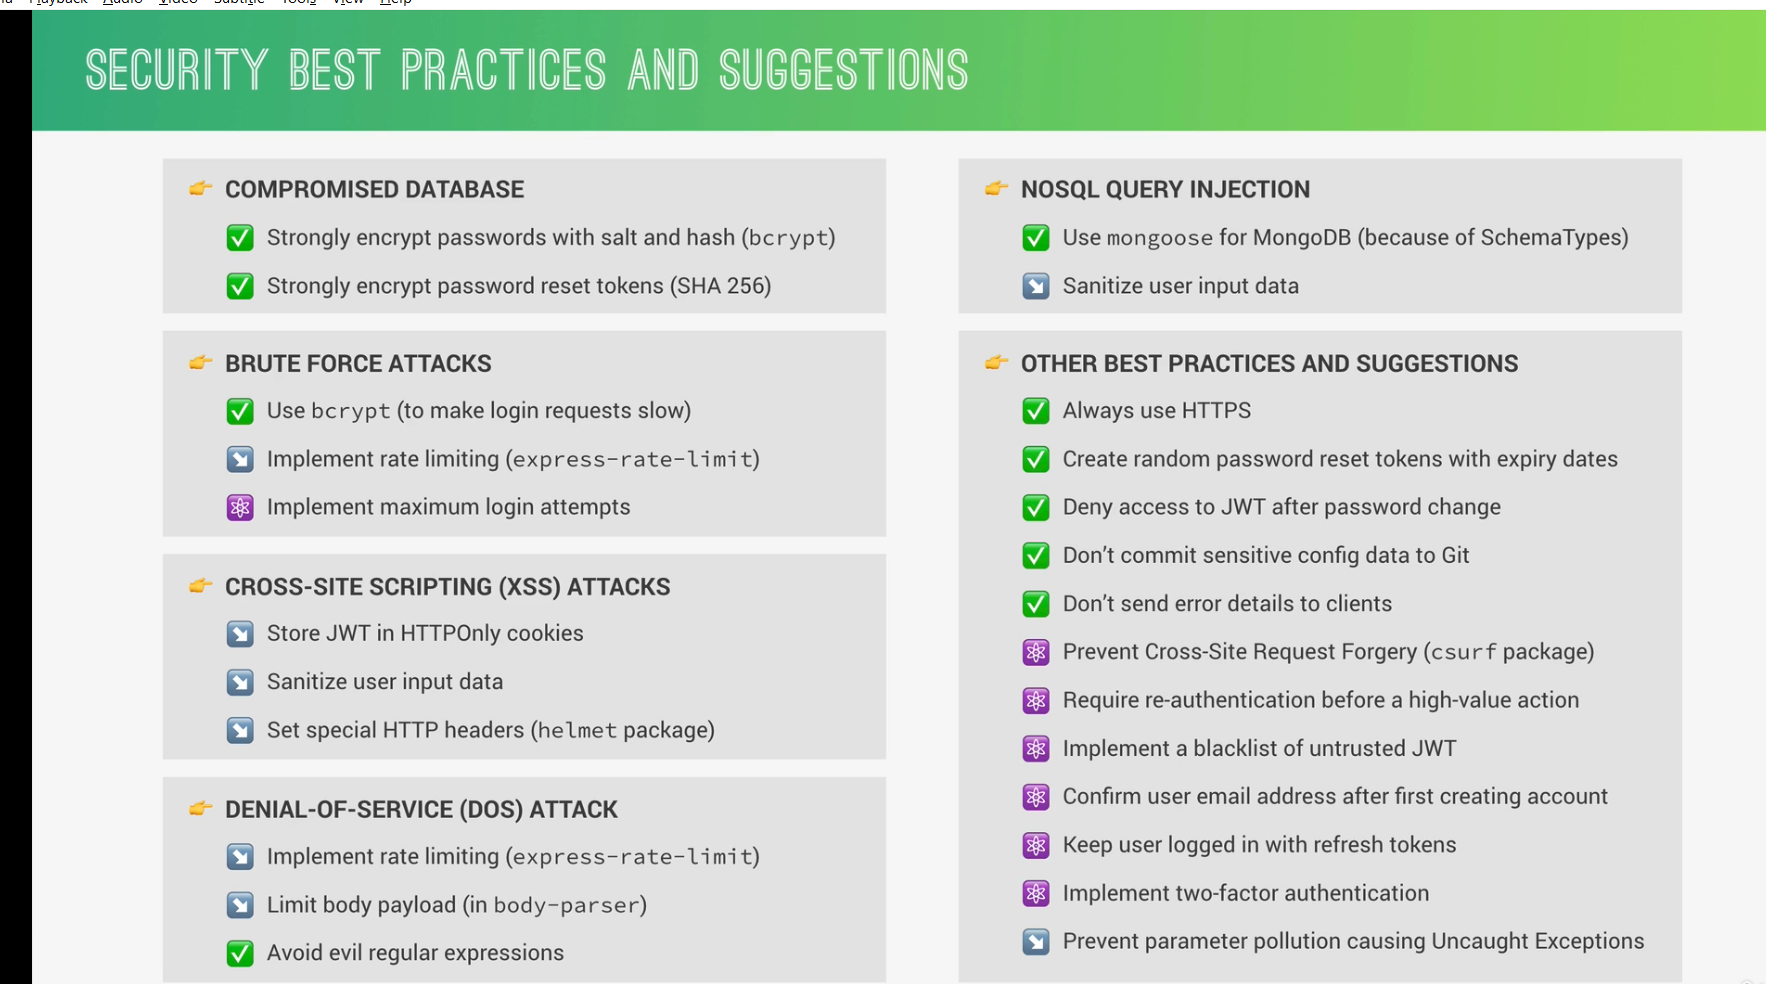 Playback Audio Video Subtitle Tools View Help
SECURITY BEST PRACTICES AND SUGGESTIONS
COMPROMISED DATABASE
Strongly encrypt passwords with salt and hash (bcrypt)
Strongly encrypt password reset tokens (SHA 256)
BRUTE FORCE ATTACKS
Use bcrypt (to make login requests slow)
Implement rate limiting (express-rate-limit)
Implement maximum login attempts
CROSS-SITE SCRIPTING (XSS) ATTACKS
Store JWT in HTTPOnly cookies
Sanitize user input data
Set special HTTP headers (helmet package)
DENIAL-OF-SERVICE (DOS) ATTACK
Implement rate limiting (express-rate-limit)
Limit body payload (in body-parser)
Avoid evil regular expressions
NOSQL QUERY INJECTION
Use mongoose for MongoDB (because of SchemaTypes)
Sanitize user input data
OTHER BEST PRACTICES AND SUGGESTIONS
Always use HTTPS
Create random password reset tokens with expiry dates
Deny access to JWT after password change
Don’t commit sensitive config data to Git
Don’t send error details to clients
Prevent Cross-Site Request Forgery (csurf package)
Require re-authentication before a high-value action
Implement a blacklist of untrusted JWT
Confirm user email address after first creating account
Keep user logged in with refresh tokens
Implement two-factor authentication
Prevent parameter pollution causing Uncaught Exceptions